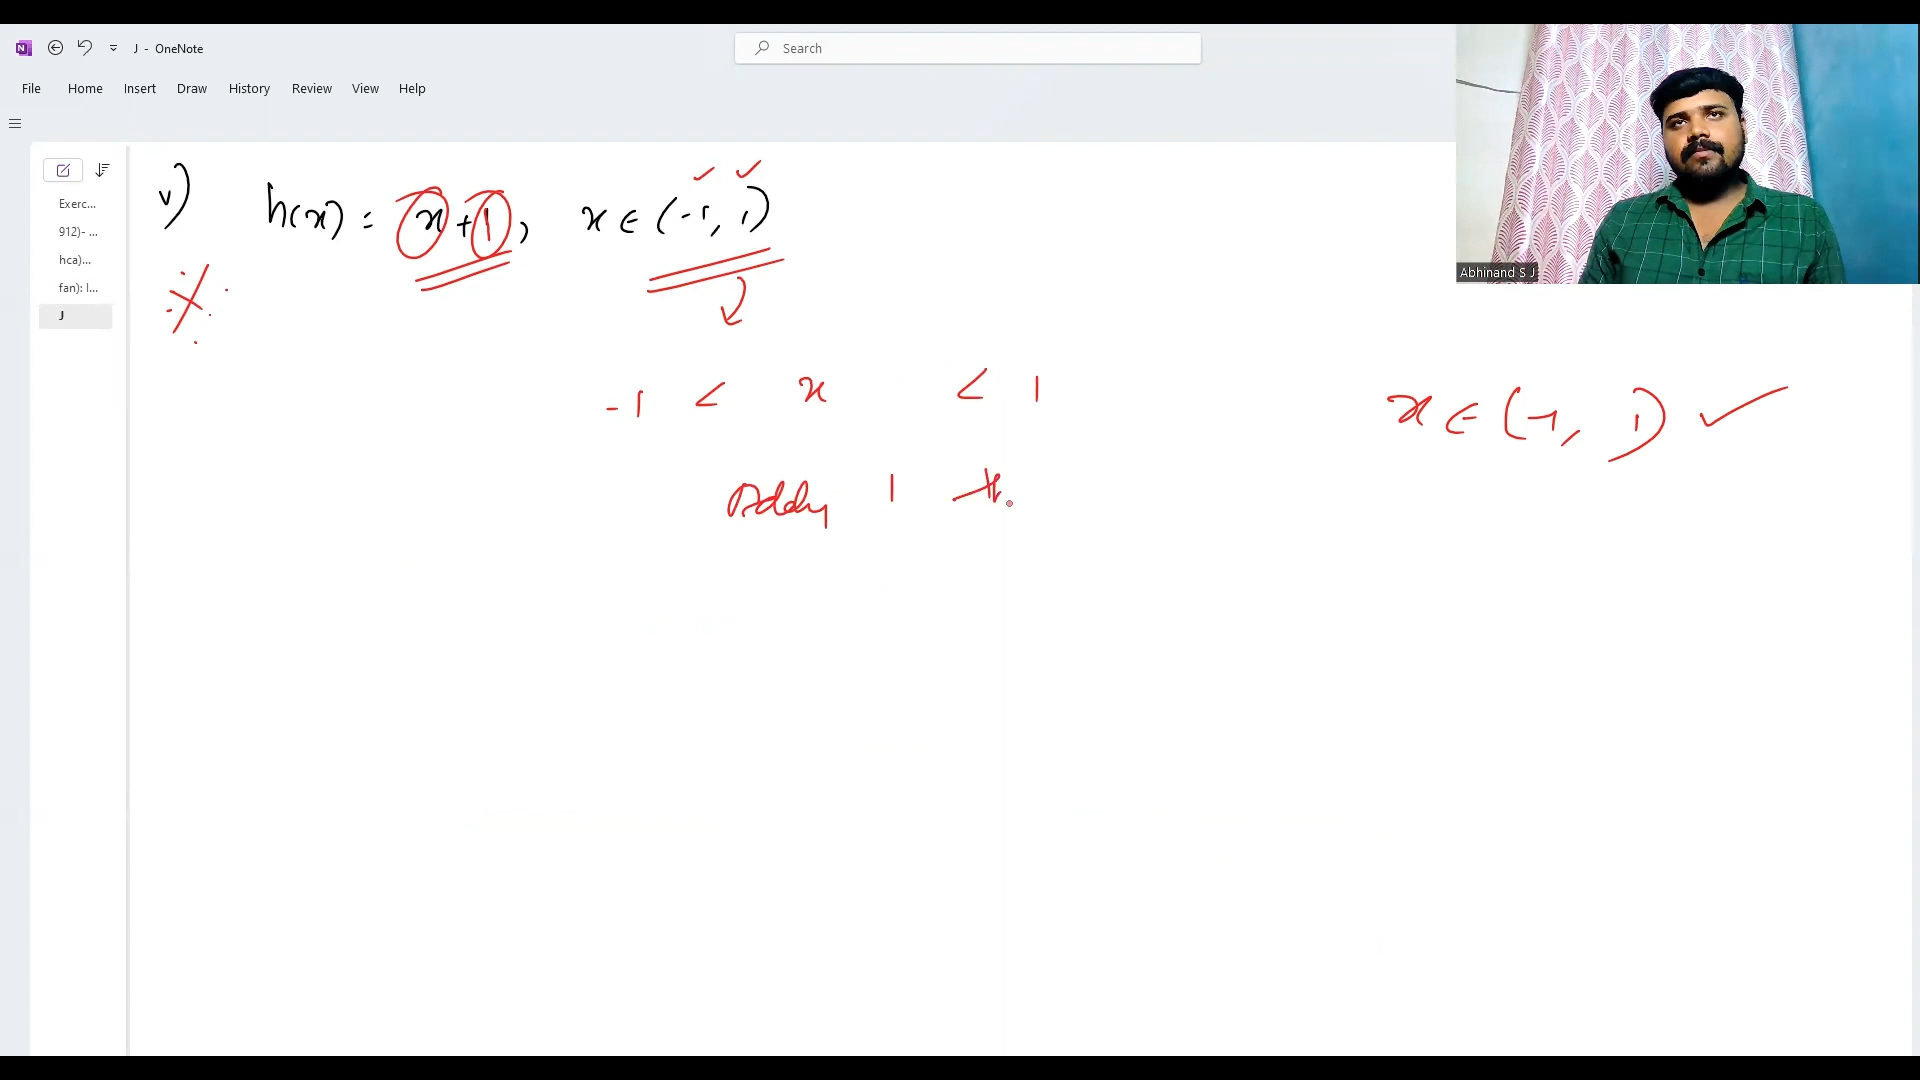 J - OneNote
Search
File Home Insert Draw History Review View Help
Abhinand S J
Exerc...
912)- ...
hca)...
fan): l...
J
v) h(x) = x+1, x ∈ (-1, 1)
-1 < x < 1
x ∈ (-1, 1) ✓
1